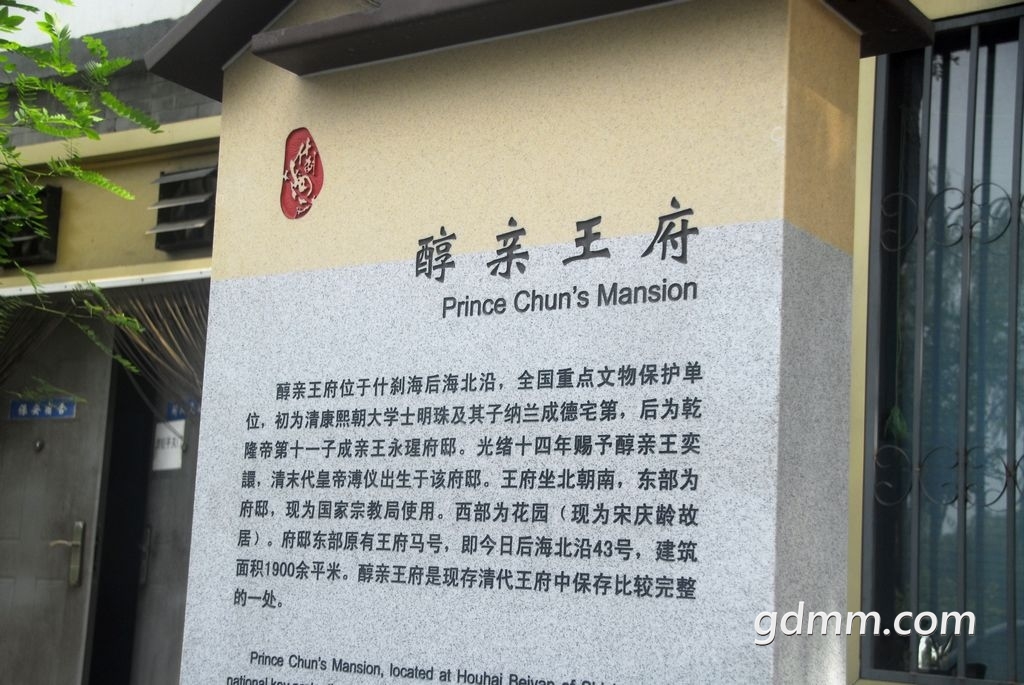 什刹海
醇亲王府
Prince Chun's Mansion
醇亲王府位于什刹海后海北沿，全国重点文物保护单
位，初为清康熙朝大学士明珠及其子纳兰成德宅第，后为乾
隆帝第十一子成亲王永瑆府邸。光绪十四年赐予醇亲王奕
譞，清末代皇帝溥仪出生于该府邸。王府坐北朝南，东部为
府邸，现为国家宗教局使用。西部为花园（现为宋庆龄故
居）。府邸东部原有王府马号，即今日后海北沿43号，建筑
面积1900余平米。醇亲王府是现存清代王府中保存比较完整
的一处。
Prince Chun's Mansion, located at Houhai Beiyan of
national key
保安宿舍
gdmm.com